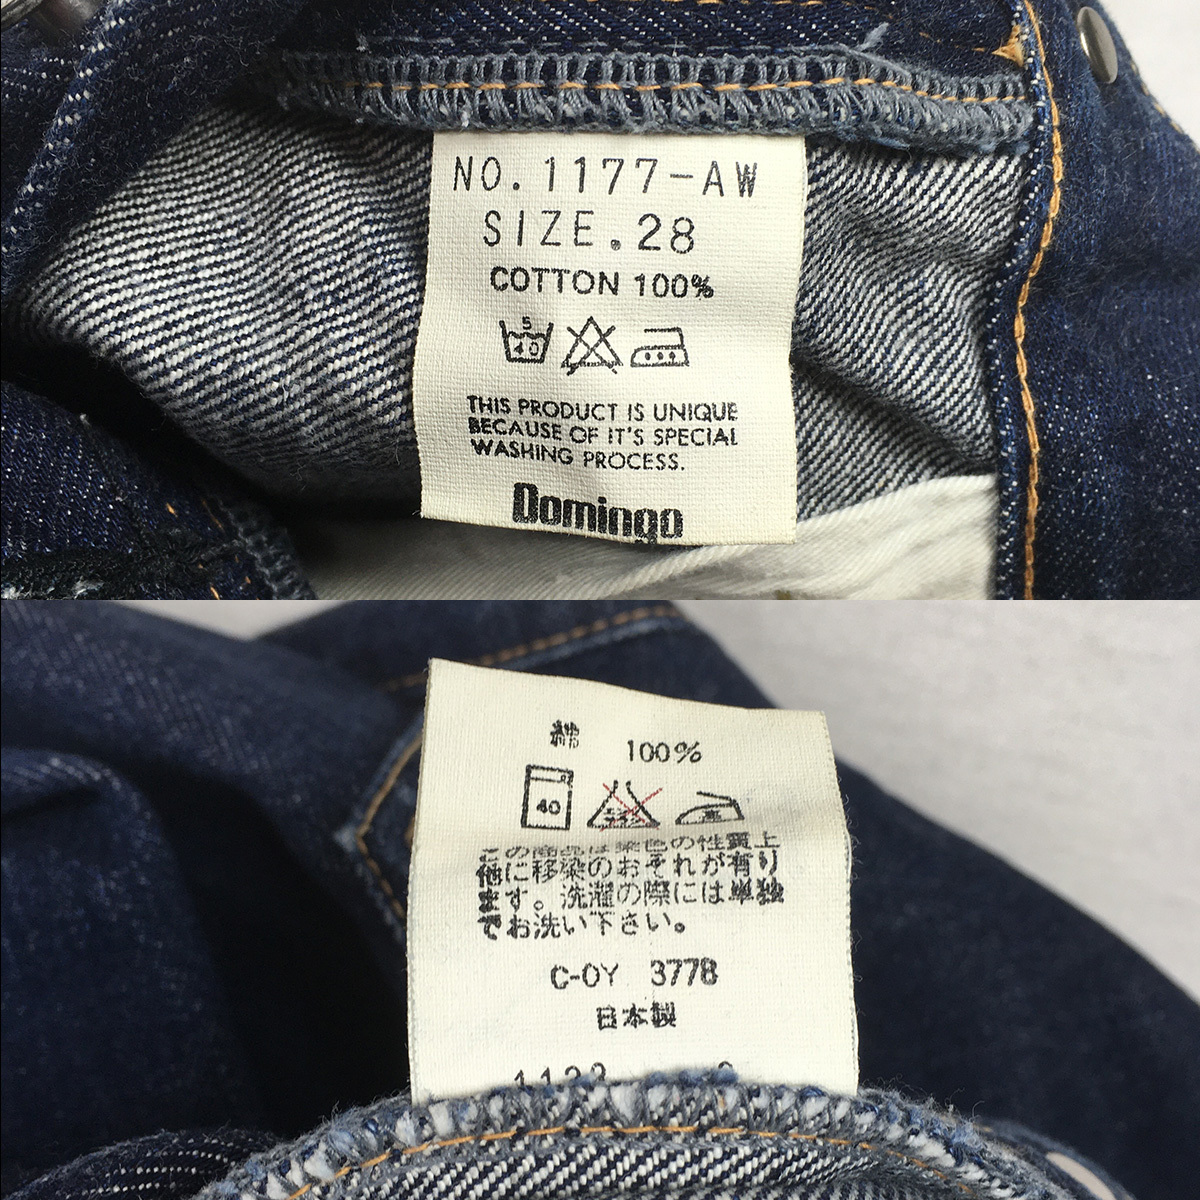 NO. 1177-AW
SIZE. 28
COTTON 100%
5
40
THIS PRODUCT IS UNIQUE
BECAUSE OF IT'S SPECIAL
WASHING PROCESS.
Domingo
綿 100%
40
この商品は染色の性質上
他に移染のおそれが有り
ます。洗濯の際には単独
でお洗い下さい。
C-OY 3778
日本製